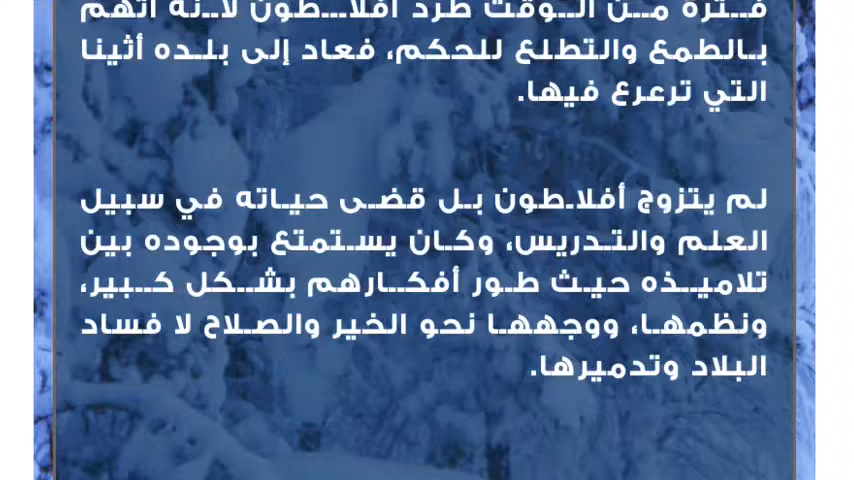 فترة من الوقت طرد أفلاطون لأنه اتهم
بالطمع والتطلع للحكم، فعاد إلى بلده أثينا
التي ترعرع فيها.
لم يتزوج أفلاطون بل قضى حياته في سبيل
العلم والتدريس، وكان يستمتع بوجوده بين
تلاميذه حيث طور أفكارهم بشكل كبير،
ونظمها، ووجهها نحو الخير والصلاح لا فساد
البلاد وتدميرها.